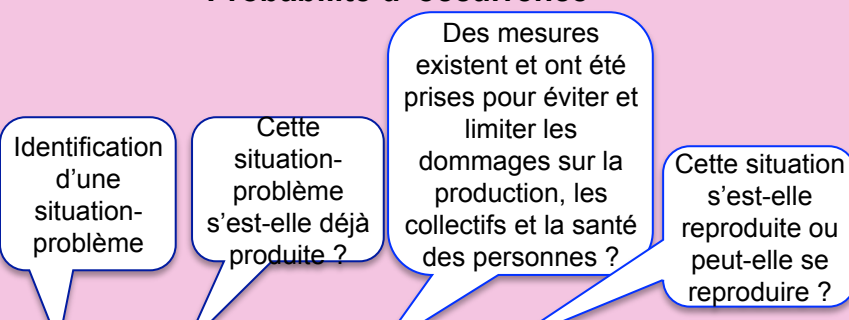 Probabilité d' occurrence
Identification
d'une
situation-
problème
Cette
situation-
problème
s'est-elle déjà
produite ?
Des mesures
existent et ont été
prises pour éviter et
limiter les
dommages sur la
production, les
collectifs et la santé
des personnes ?
Cette situation
s'est-elle
reproduite ou
peut-elle se
reproduire ?